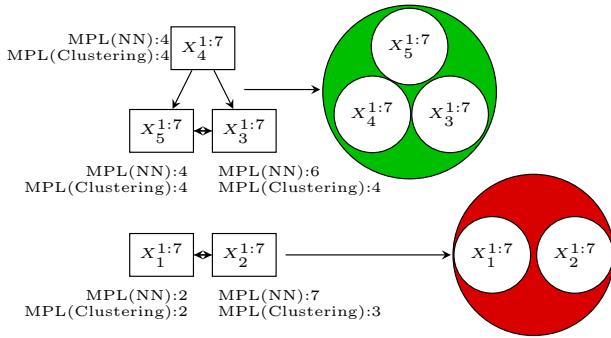 MPL(NN):4
MPL(Clustering):4
X_4^{1:7}
X_5^{1:7}
X_4^{1:7} X_3^{1:7}
X_5^{1:7} X_3^{1:7}
MPL(NN):4 MPL(NN):6
MPL(Clustering):4 MPL(Clustering):4
X_1^{1:7} X_2^{1:7}
X_1^{1:7} X_2^{1:7}
MPL(NN):2 MPL(NN):7
MPL(Clustering):2 MPL(Clustering):3